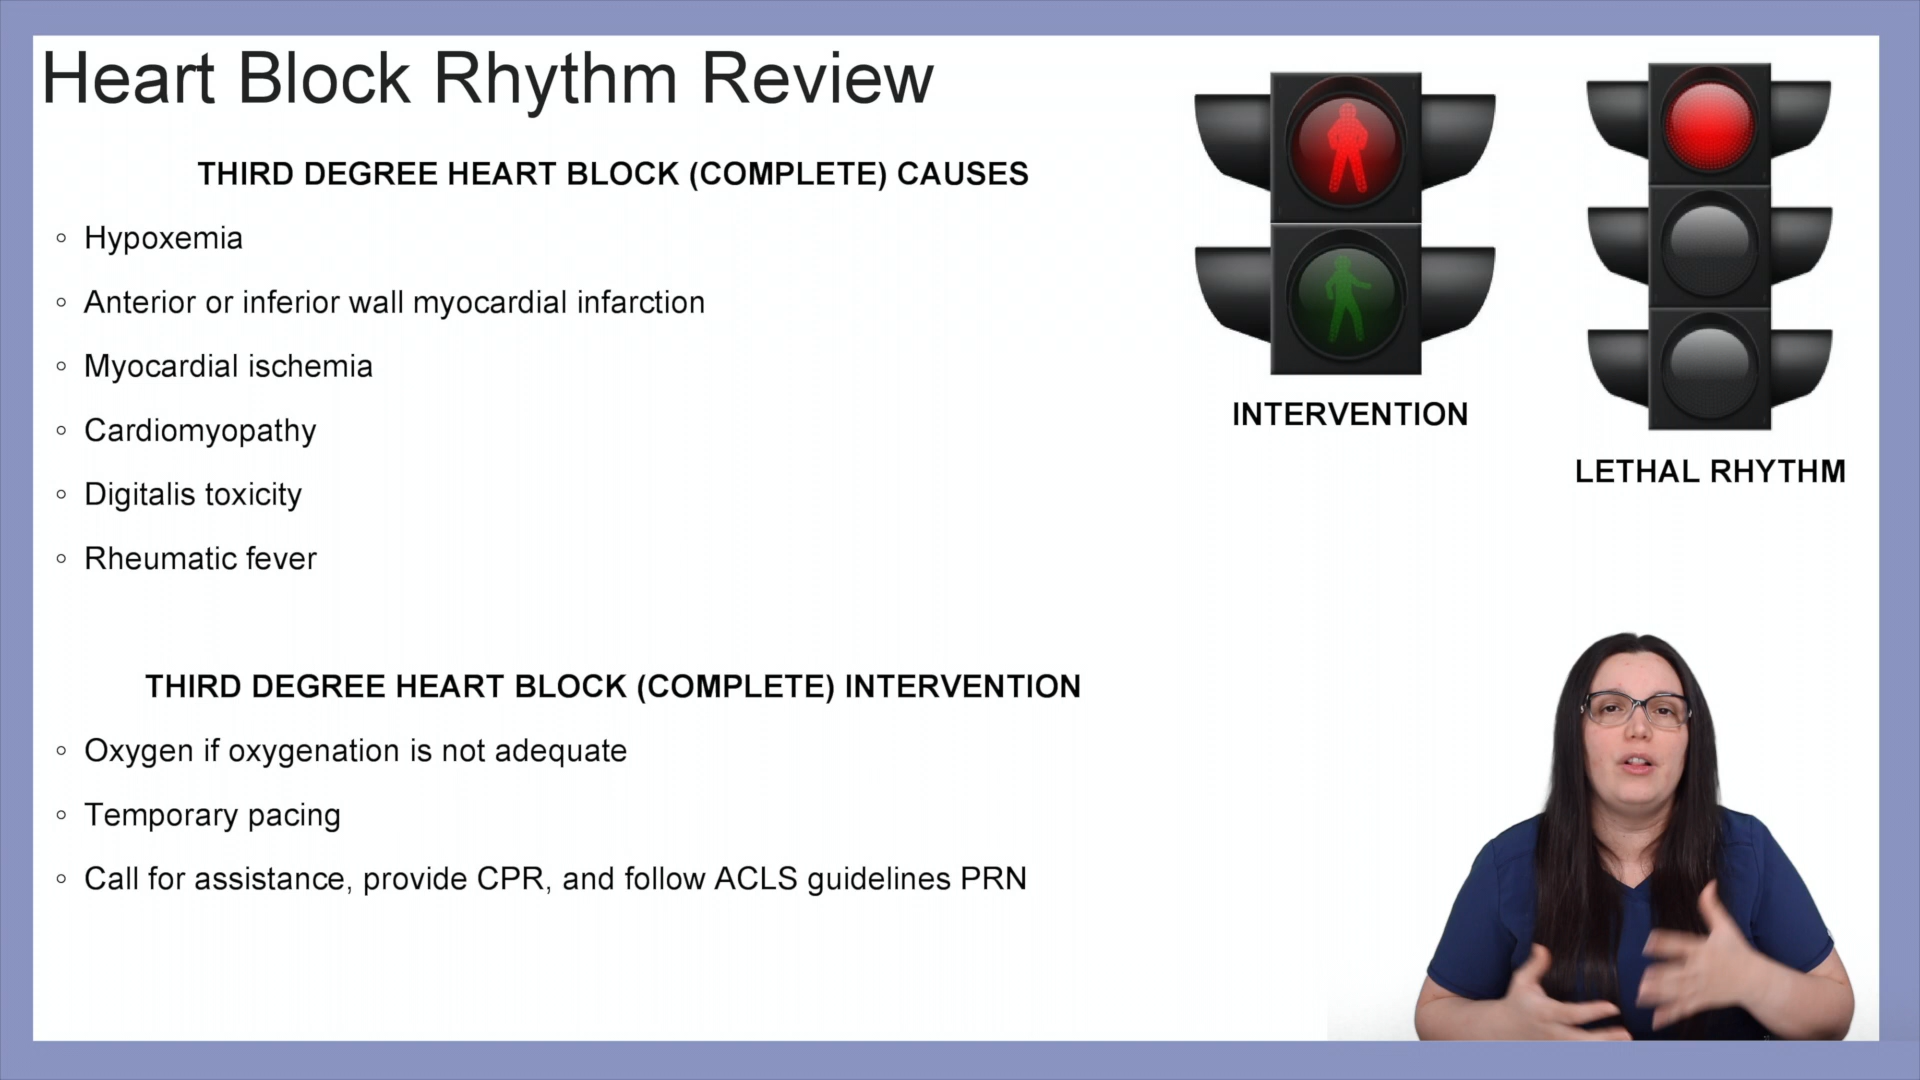 Heart Block Rhythm Review
THIRD DEGREE HEART BLOCK (COMPLETE) CAUSES
Hypoxemia
Anterior or inferior wall myocardial infarction
Myocardial ischemia
Cardiomyopathy
Digitalis toxicity
Rheumatic fever
THIRD DEGREE HEART BLOCK (COMPLETE) INTERVENTION
Oxygen if oxygenation is not adequate
Temporary pacing
Call for assistance, provide CPR, and follow ACLS guidelines PRN
INTERVENTION
LETHAL RHYTHM